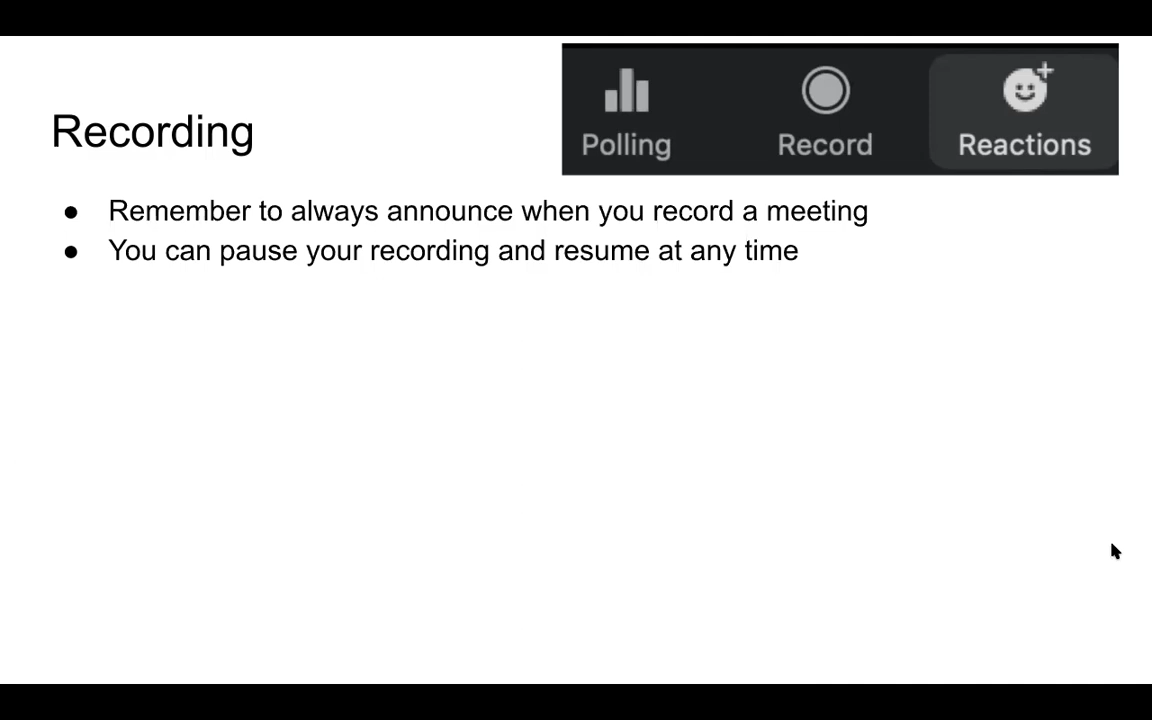 Polling Record Reactions
Recording
● Remember to always announce when you record a meeting
● You can pause your recording and resume at any time